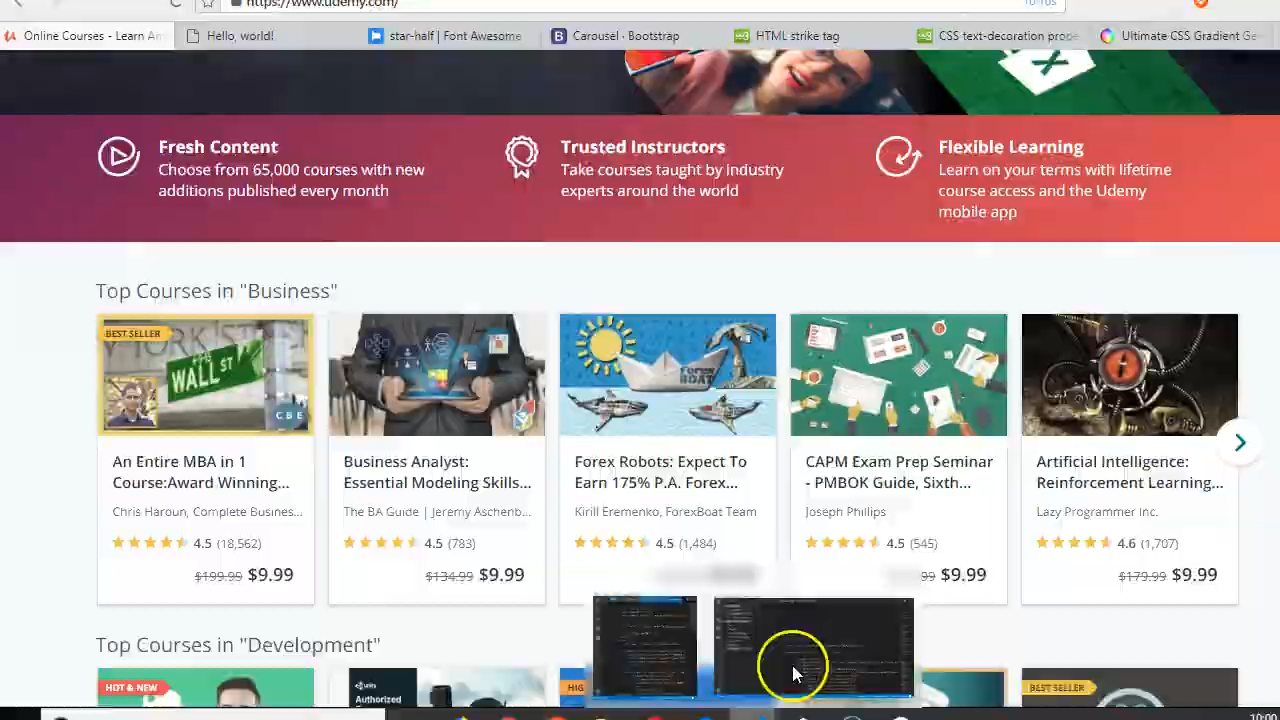 https://www.udemy.com/
Online Courses - Learn An
Hello, world!
star-half | Font Awesome
Carousel · Bootstrap
HTML strike tag
CSS text-decoration prope
Ultimate CSS Gradient Ge
Fresh Content
Choose from 65,000 courses with new
additions published every month
Trusted Instructors
Take courses taught by industry
experts around the world
Flexible Learning
Learn on your terms with lifetime
course access and the Udemy
mobile app
Top Courses in "Business"
BEST SELLER
WALL ST
CBE
FOREX
BOAT
An Entire MBA in 1
Course:Award Winning...
Chris Haroun, Complete Busines...
4.5 (18,562)
$199.99 $9.99
Business Analyst:
Essential Modeling Skills...
The BA Guide | Jeremy Aschenb...
4.5 (783)
$134.99 $9.99
Forex Robots: Expect To
Earn 175% P.A. Forex...
Kirill Eremenko, ForexBoat Team
4.5 (1,484)
CAPM Exam Prep Seminar
- PMBOK Guide, Sixth...
Joseph Phillips
4.5 (545)
99 $9.99
Artificial Intelligence:
Reinforcement Learning...
Lazy Programmer Inc.
4.6 (1,707)
$179.99 $9.99
Top Courses in "Development"
HOT & NEW
Authorized
BEST SELLER